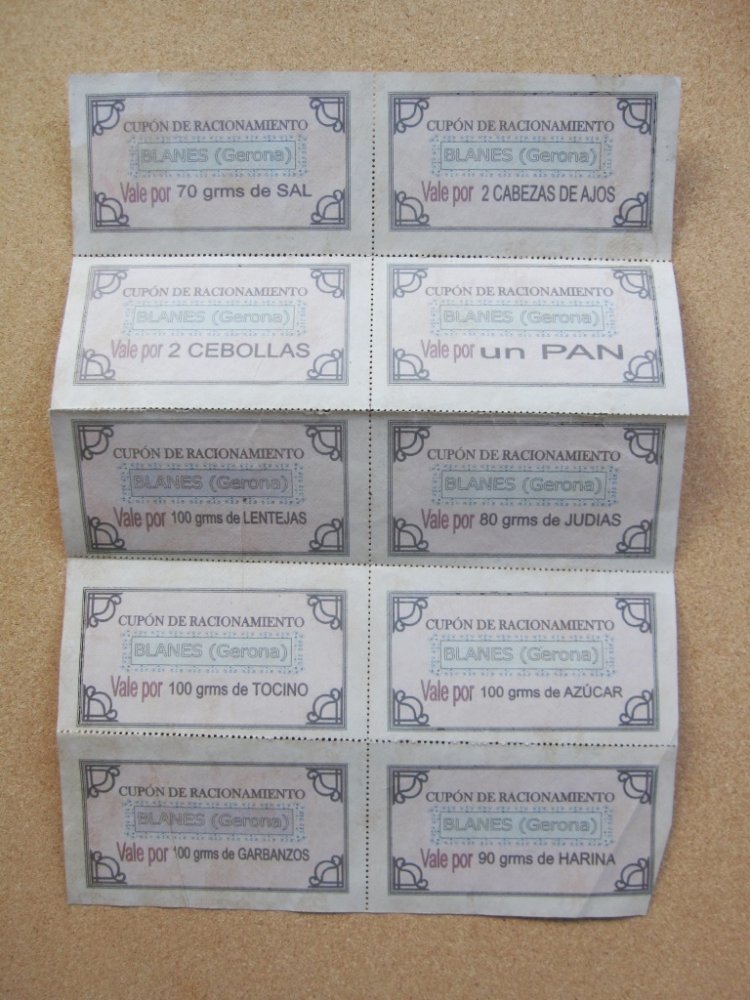 CUPÓN DE RACIONAMIENTO
BLANES (Gerona)
Vale por 70 grms de SAL
CUPÓN DE RACIONAMIENTO
BLANES (Gerona)
Vale por 2 CABEZAS DE AJOS
CUPÓN DE RACIONAMIENTO
BLANES (Gerona)
Vale por 2 CEBOLLAS
CUPÓN DE RACIONAMIENTO
BLANES (Gerona)
Vale por un PAN
CUPÓN DE RACIONAMIENTO
BLANES (Gerona)
Vale por 100 grms de LENTEJAS
CUPÓN DE RACIONAMIENTO
BLANES (Gerona)
Vale por 80 grms de JUDIAS
CUPÓN DE RACIONAMIENTO
BLANES (Gerona)
Vale por 100 grms de TOCINO
CUPÓN DE RACIONAMIENTO
BLANES (Gerona)
Vale por 100 grms de AZÚCAR
CUPÓN DE RACIONAMIENTO
BLANES (Gerona)
Vale por 100 grms de GARBANZOS
CUPÓN DE RACIONAMIENTO
BLANES (Gerona)
Vale por 90 grms de HARINA